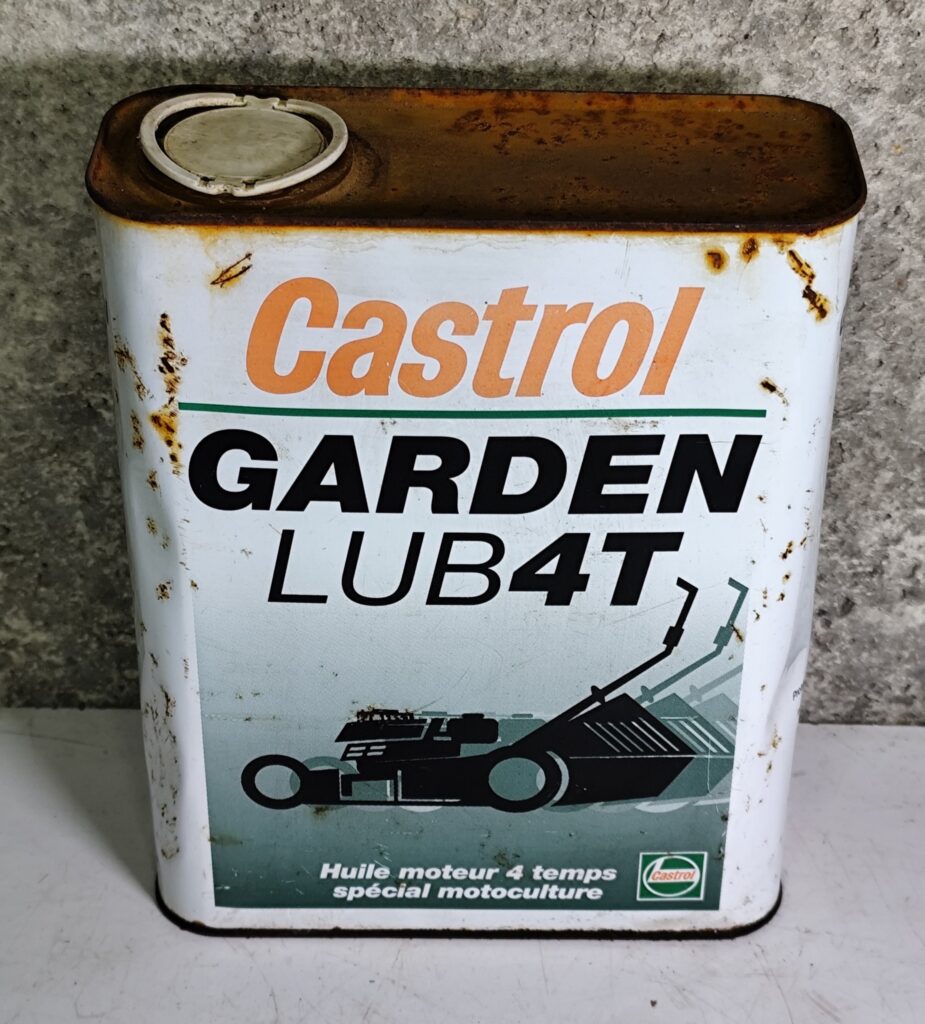 Castrol
GARDEN
LUB4T
Huile moteur 4 temps
spécial motoculture
Castrol